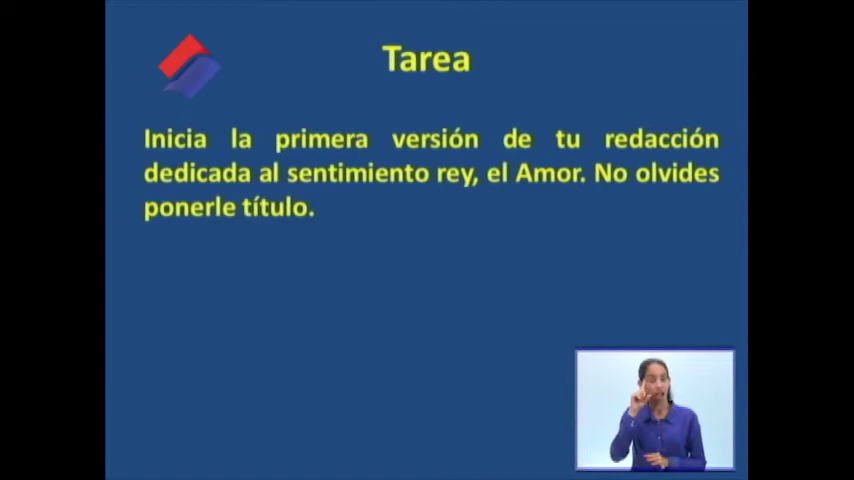 Tarea
Inicia la primera versión de tu redacción
dedicada al sentimiento rey, el Amor. No olvides
ponerle título.